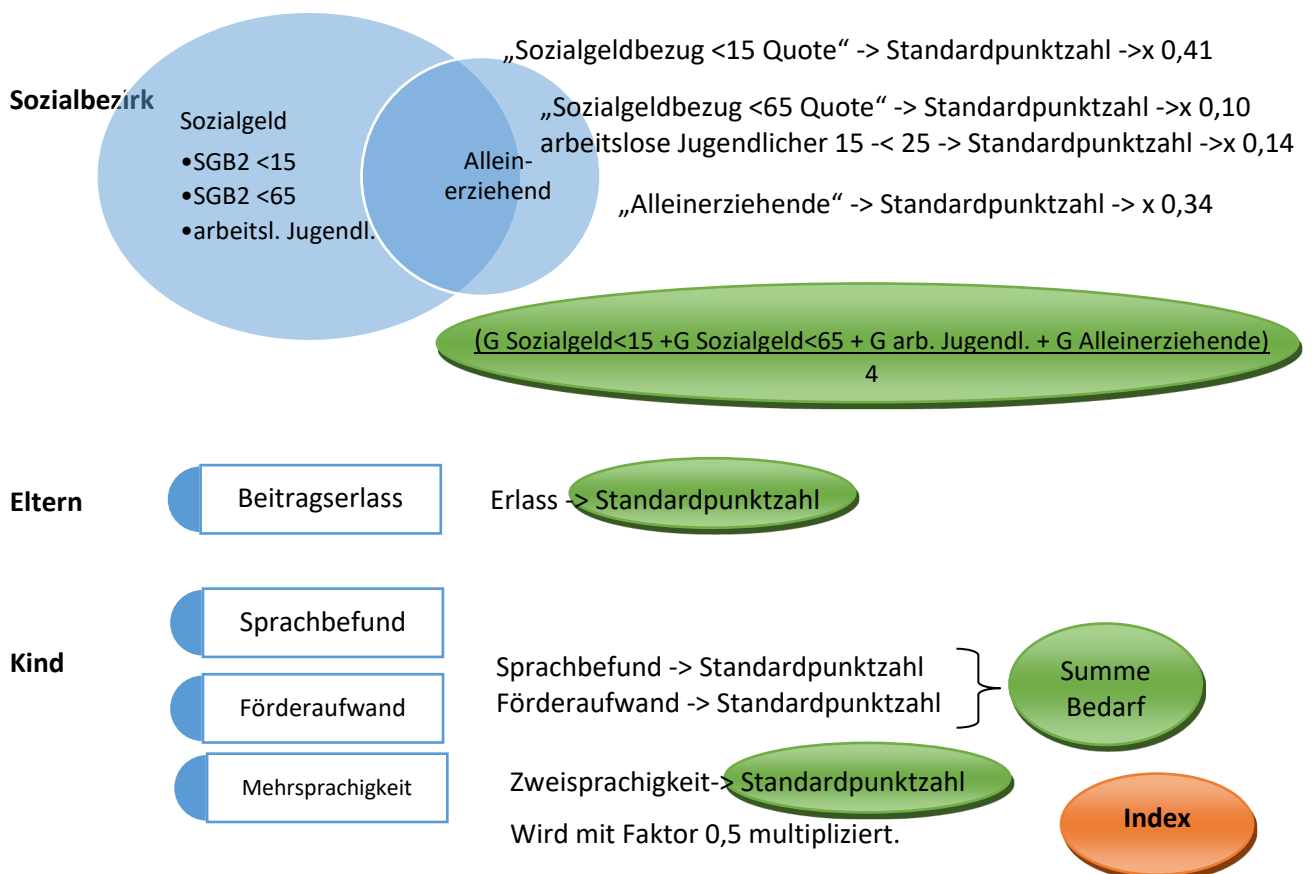 „Sozialgeldbezug <15 Quote“ -> Standardpunktzahl ->x 0,41
Sozialbezirk
Sozialgeld
•SGB2 <15
•SGB2 <65
•arbeitsl. Jugendl.
Allein-
erziehend
„Sozialgeldbezug <65 Quote“ -> Standardpunktzahl ->x 0,10
arbeitslose Jugendlicher 15 -< 25 -> Standardpunktzahl ->x 0,14
„Alleinerziehende“ -> Standardpunktzahl -> x 0,34
(G Sozialgeld<15 +G Sozialgeld<65 + G arb. Jugendl. + G Alleinerziehende)
4
Eltern
Beitragserlass
Erlass -> Standardpunktzahl
Kind
Sprachbefund
Förderaufwand
Mehrsprachigkeit
Sprachbefund -> Standardpunktzahl
Förderaufwand -> Standardpunktzahl
Summe
Bedarf
Zweisprachigkeit-> Standardpunktzahl
Wird mit Faktor 0,5 multipliziert.
Index